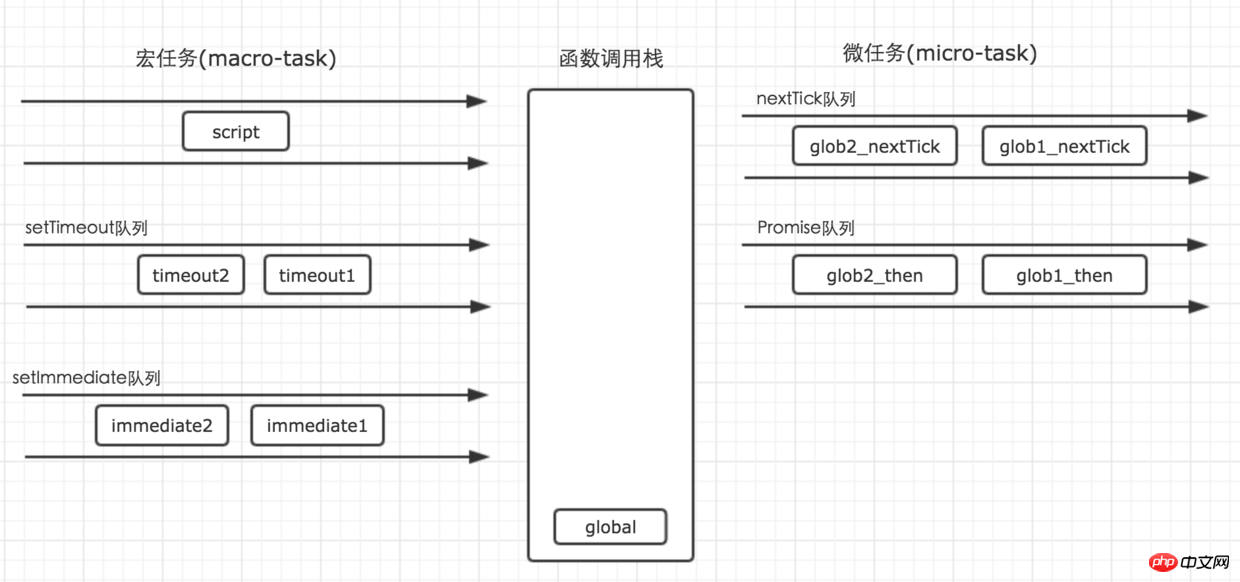 宏任务(macro-task)
函数调用栈
微任务(micro-task)
script
nextTick队列
glob2_nextTick
glob1_nextTick
setTimeout队列
timeout2
timeout1
Promise队列
glob2_then
glob1_then
setImmediate队列
immediate2
immediate1
global
php 中文网